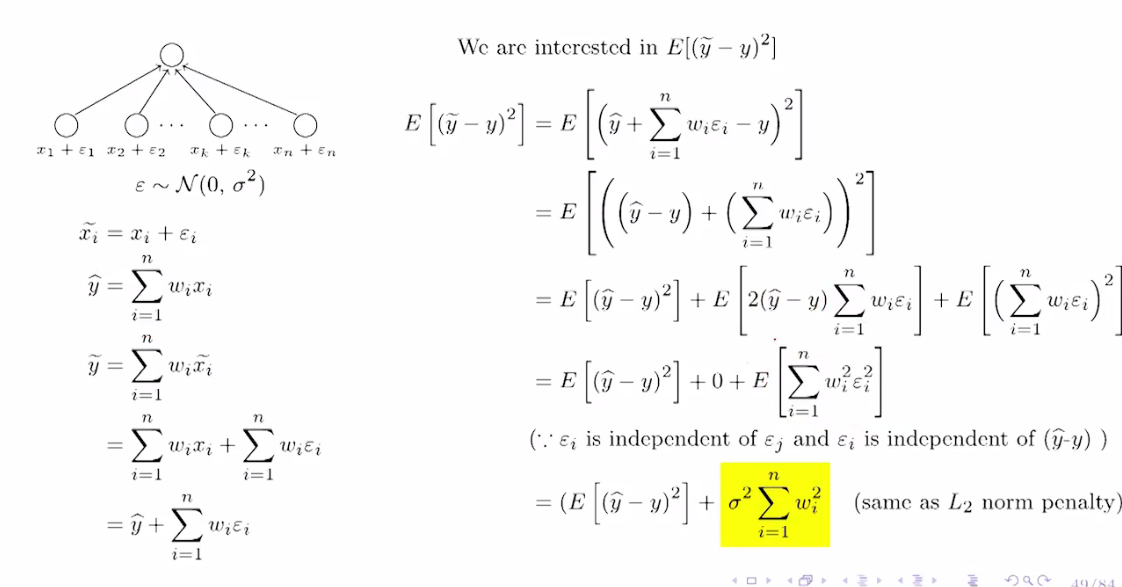 x₁ + ε₁ x₂ + ε₂ xₖ + εₖ xₙ + εₙ
ε ∼ N(0, σ²)
x̃ᵢ = xᵢ + εᵢ
ŷ = ∑ᵢ₌₁ⁿ wᵢxᵢ
ỹ = ∑ᵢ₌₁ⁿ wᵢx̃ᵢ
= ∑ᵢ₌₁ⁿ wᵢxᵢ + ∑ᵢ₌₁ⁿ wᵢεᵢ
= ŷ + ∑ᵢ₌₁ⁿ wᵢεᵢ
We are interested in E[(ỹ − y)²]
E[(ỹ − y)²] = E[(ŷ + ∑ᵢ₌₁ⁿ wᵢεᵢ − y)²]
= E[((ŷ − y) + (∑ᵢ₌₁ⁿ wᵢεᵢ))²]
= E[(ŷ − y)²] + E[2(ŷ − y) ∑ᵢ₌₁ⁿ wᵢεᵢ] + E[(∑ᵢ₌₁ⁿ wᵢεᵢ)²]
= E[(ŷ − y)²] + 0 + E[∑ᵢ₌₁ⁿ wᵢ²εᵢ²]
(∵ εᵢ is independent of εⱼ and εᵢ is independent of (ŷ-y) )
= (E[(ŷ − y)²] + σ² ∑ᵢ₌₁ⁿ wᵢ² (same as L₂ norm penalty)
49/84